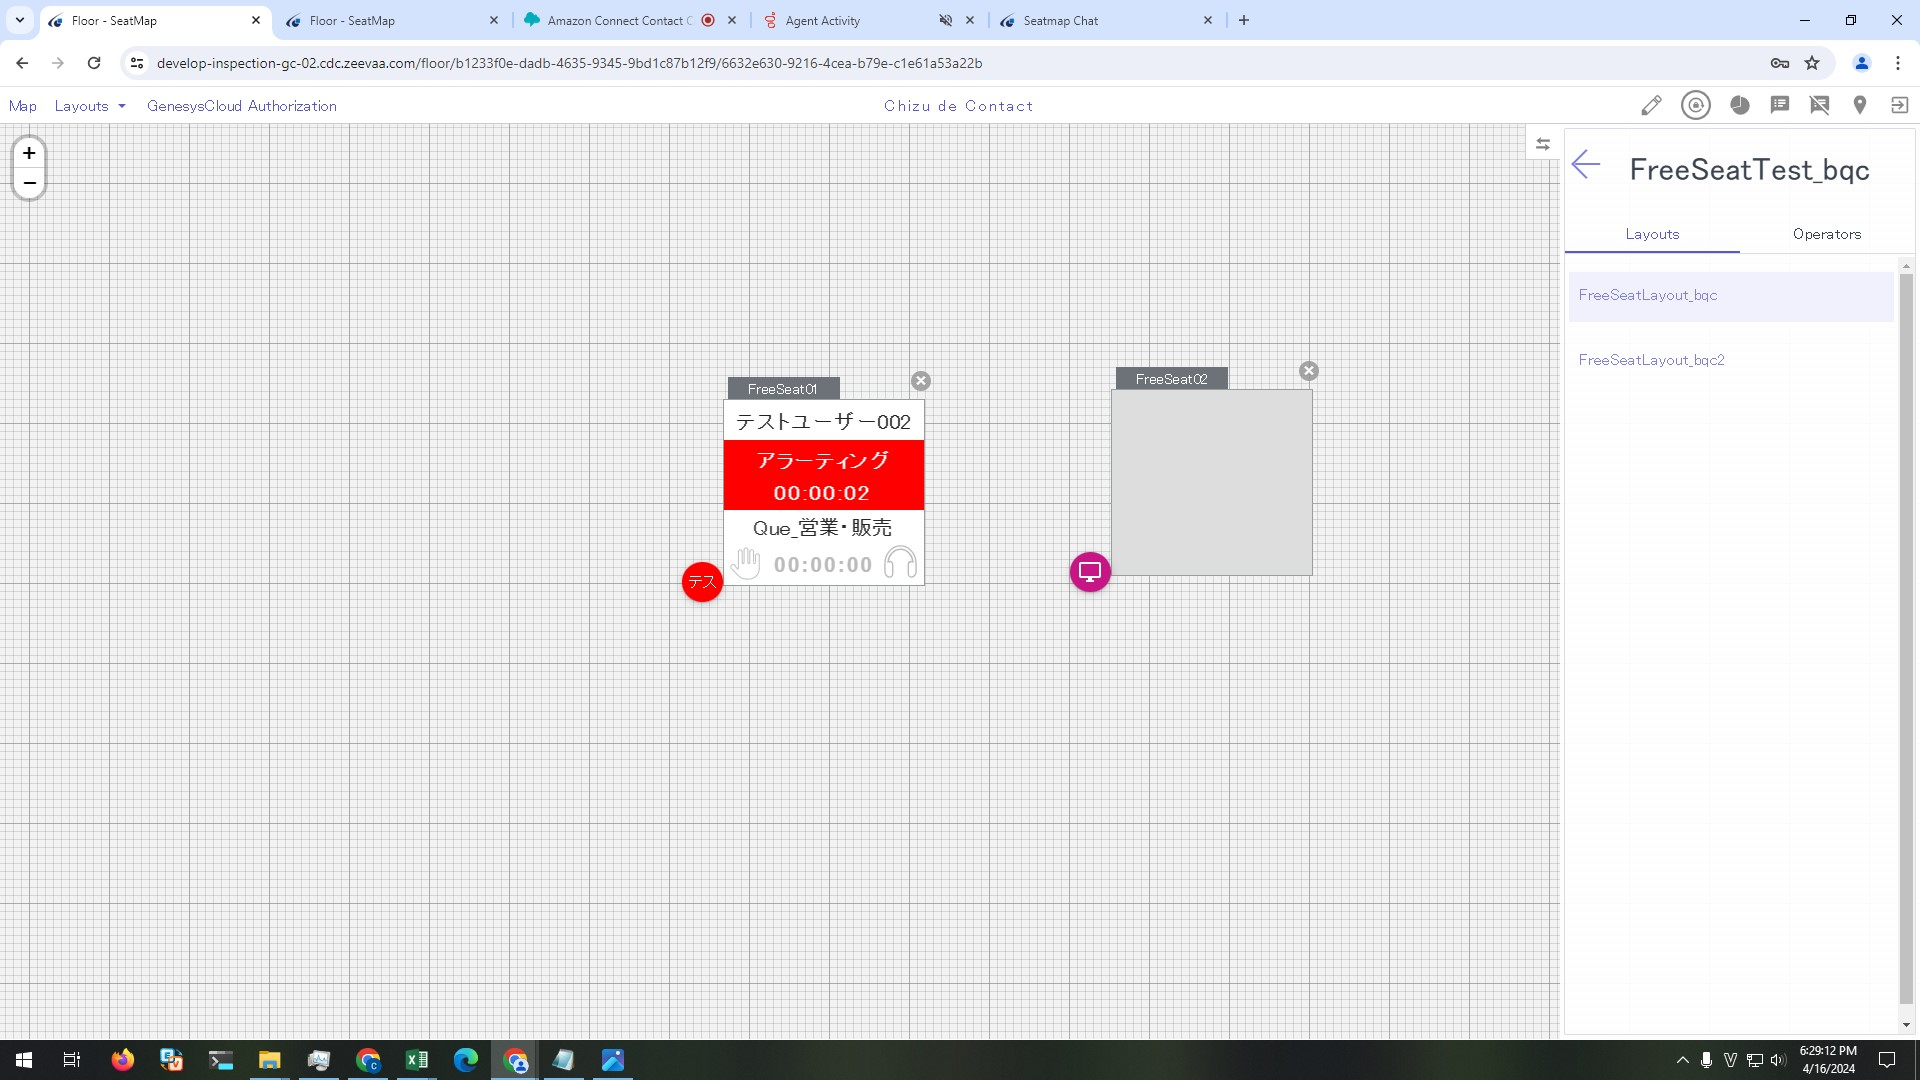 Floor - SeatMap
Floor - SeatMap
Amazon Connect Contact C
Agent Activity
Seatmap Chat
develop-inspection-gc-02.cdc.zeevaa.com/floor/b1233f0e-dadb-4635-9345-9bd1c87b12f9/6632e630-9216-4cea-b79e-c1e61a53a22b
Map Layouts GenesysCloud Authorization
Chizu de Contact
+
−
FreeSeatTest_bqc
Layouts Operators
FreeSeatLayout_bqc
FreeSeatLayout_bqc2
FreeSeat01
テストユーザー002
アラーティング
00:00:02
Que_営業・販売
00:00:00
テス
FreeSeat02
6:29:12 PM
4/16/2024